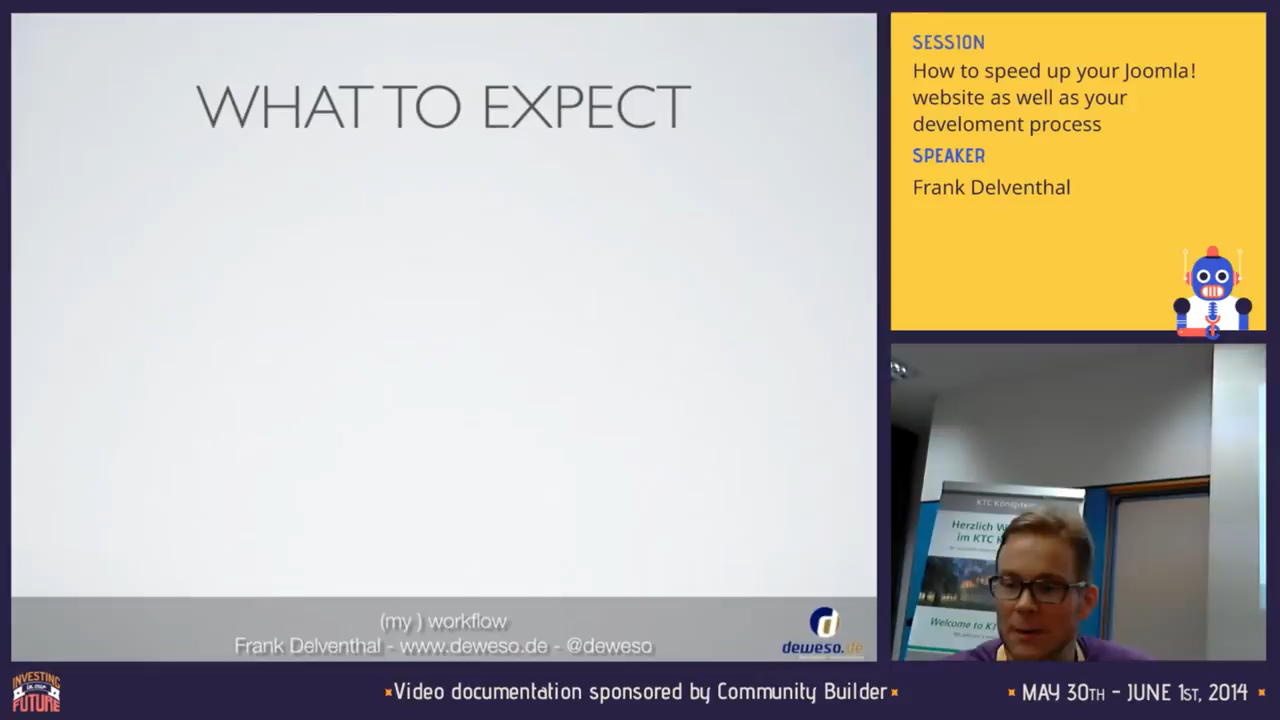 WHAT TO EXPECT
(my ) workflow
Frank Delventhal - www.deweso.de - @deweso
deweso.de
SESSION
How to speed up your Joomla!
website as well as your
develoment process
SPEAKER
Frank Delventhal
KTC
Herzlich
im KTC
Welcome to
INVESTING
FUTURE
Video documentation sponsored by Community Builder
MAY 30TH - JUNE 1ST, 2014